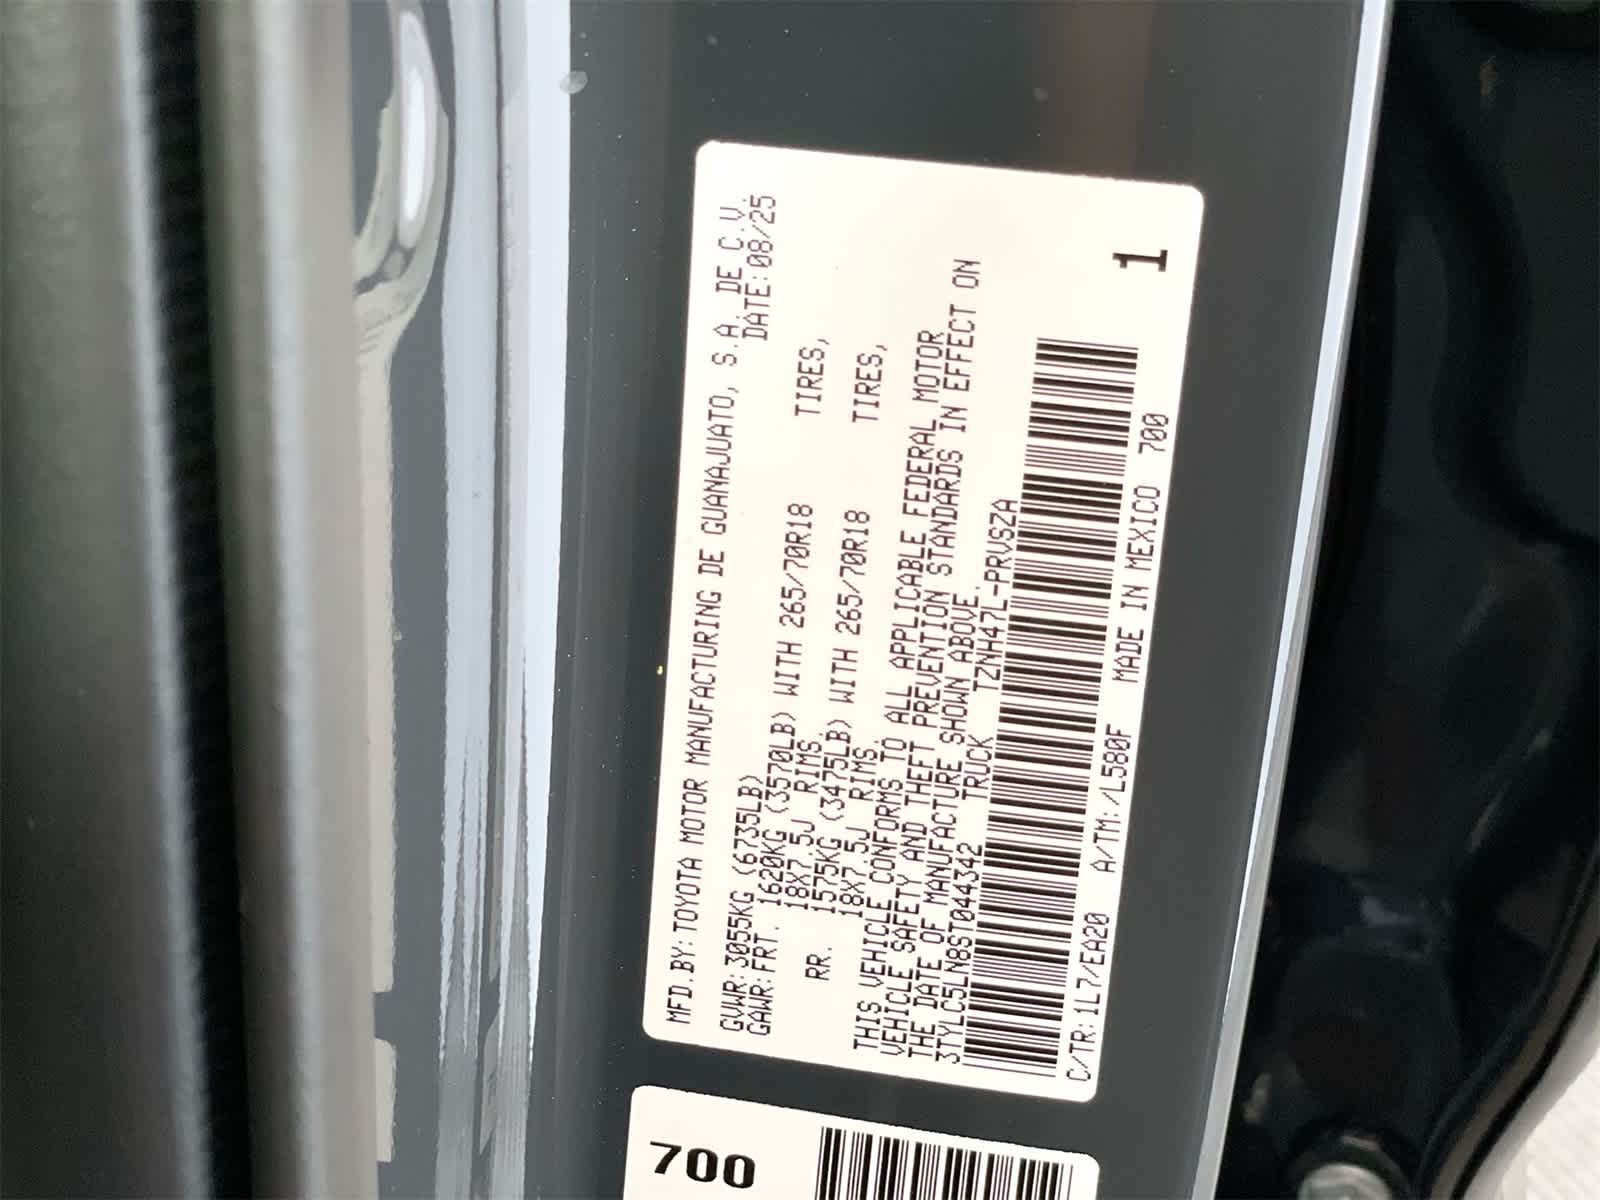 MFD.BY:TOYOTA MOTOR MANUFACTURING DE GUANAJUATO, S.A. DE C.V.
DATE:08/25
GVWR:3055KG (6735LB)
GAWR:FRT. 1620KG (3570LB) WITH 265/70R18 TIRES,
18X7.5J RIMS.
RR. 1575KG (3475LB) WITH 265/70R18 TIRES,
18X7.5J RIMS.
THIS VEHICLE CONFORMS TO ALL APPLICABLE FEDERAL MOTOR
VEHICLE SAFETY AND THEFT PREVENTION STANDARDS IN EFFECT ON
THE DATE OF MANUFACTURE SHOWN ABOVE.
3TYLC5LN8ST044342 TRUCK TZNH47L-PRVSZA
C/TR:1L7/EA20 A/TM:/L580F MADE IN MEXICO 700
1
700